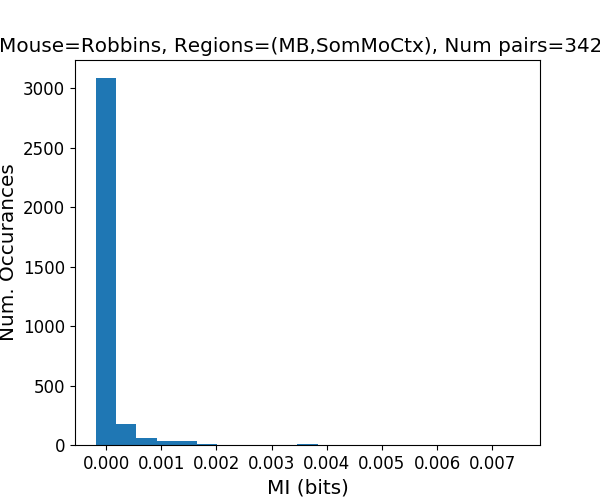 Mouse=Robbins, Regions=(MB,SomMoCtx), Num pairs=342
3000
2500
2000
1500
1000
500
0
Num. Occurances
0.000 0.001 0.002 0.003 0.004 0.005 0.006 0.007
MI (bits)